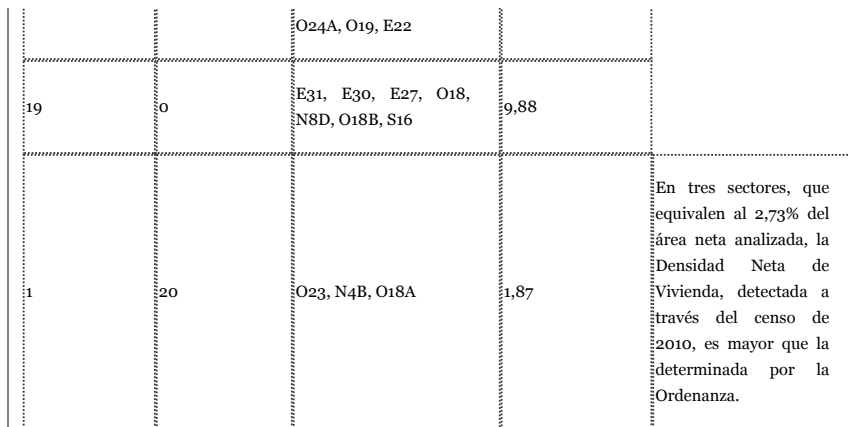 O24A, O19, E22
19
0
E31, E30, E27, O18,
N8D, O18B, S16
9,88
1
20
O23, N4B, O18A
1,87
En tres sectores, que
equivalen al 2,73% del
área neta analizada, la
Densidad Neta de
Vivienda, detectada a
través del censo de
2010, es mayor que la
determinada por la
Ordenanza.